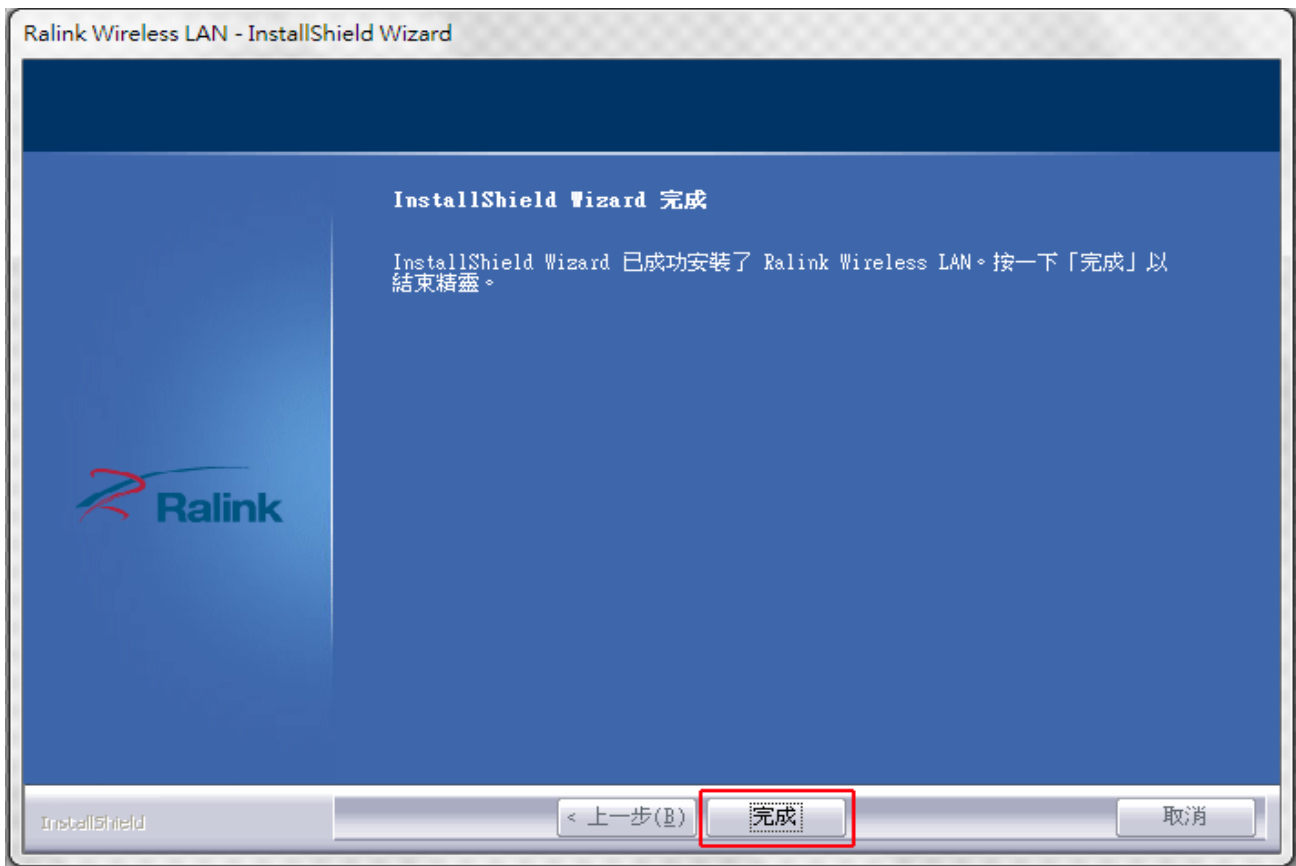 Ralink Wireless LAN - InstallShield Wizard
InstallShield Wizard 完成
InstallShield Wizard 已成功安裝了 Ralink Wireless LAN。按一下「完成」以
結束精靈。
Ralink
InstallShield
< 上一步(B)
完成
取消